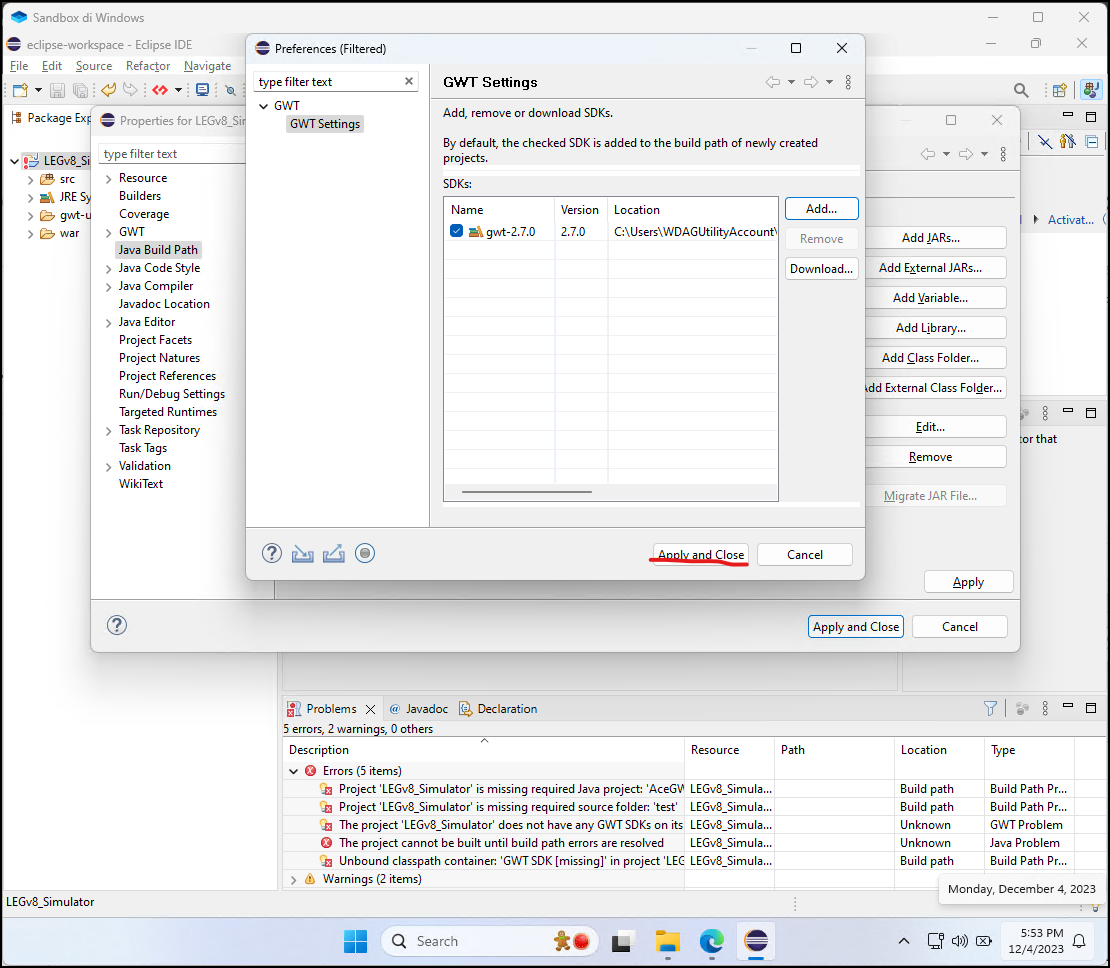 Sandbox di Windows
eclipse-workspace - Eclipse IDE
File Edit Source Refactor Navigate
Package Exp
LEGv8_Si
src
JRE Sy
gwt-u
war
Properties for LEGv8_Sim
type filter text
Resource
Builders
Coverage
GWT
Java Build Path
Java Code Style
Java Compiler
Javadoc Location
Java Editor
Project Facets
Project Natures
Project References
Run/Debug Settings
Targeted Runtimes
Task Repository
Task Tags
Validation
WikiText
Preferences (Filtered)
type filter text
GWT
GWT Settings
GWT Settings
Add, remove or download SDKs.
By default, the checked SDK is added to the build path of newly created
projects.
SDKs:
Name Version Location
gwt-2.7.0 2.7.0 C:\Users\WDAGUtilityAccount\
Add...
Remove
Download...
Apply and Close Cancel
Activat...
Add JARs...
Add External JARs...
Add Variable...
Add Library...
Add Class Folder...
Add External Class Folder...
Edit...
Remove
Migrate JAR File...
tor that
Apply
Apply and Close Cancel
Problems Javadoc Declaration
5 errors, 2 warnings, 0 others
Description Resource Path Location Type
Errors (5 items)
Project 'LEGv8_Simulator' is missing required Java project: 'AceGW LEGv8_Simula... Build path Build Path Pr...
Project 'LEGv8_Simulator' is missing required source folder: 'test' LEGv8_Simula... Build path Build Path Pr...
The project 'LEGv8_Simulator' does not have any GWT SDKs on its LEGv8_Simula... Unknown GWT Problem
The project cannot be built until build path errors are resolved LEGv8_Simula... Unknown Java Problem
Unbound classpath container: 'GWT SDK [missing]' in project 'LEG LEGv8_Simula... Build path Build Path Pr...
Warnings (2 items)
Monday, December 4, 2023
LEGv8_Simulator
Search
5:53 PM
12/4/2023